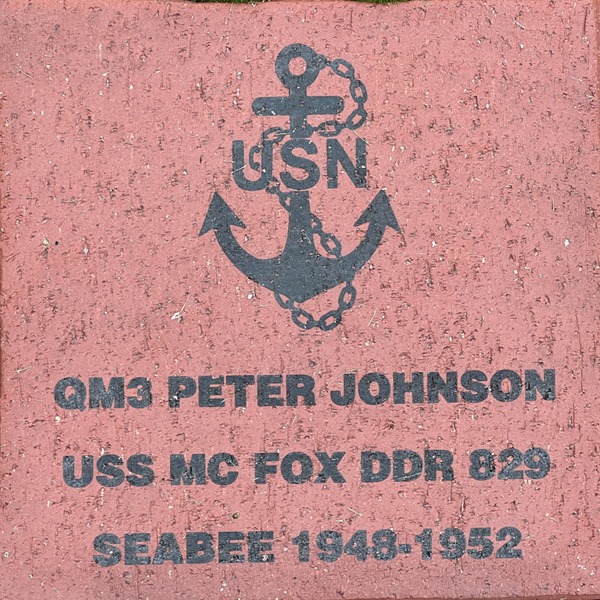 USN
QM3 PETER JOHNSON
USS MC FOX DDR 829
SEABEE 1948-1952